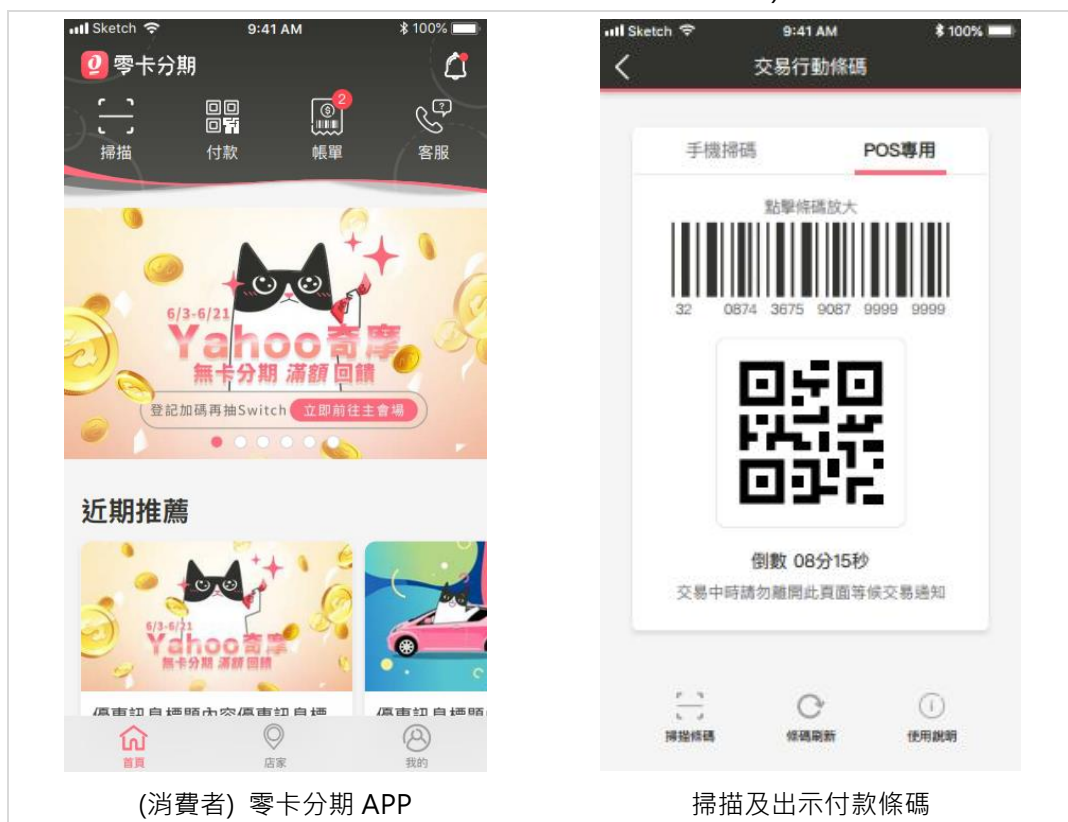 Sketch 9:41 AM 100%
零卡分期
2
掃描 付款 帳單 客服
6/3-6/21
Yahoo奇摩
無卡分期 滿額 回饋
登記加碼再抽Switch 立即前往主會場
近期推薦
6/3-6/21
Yahoo奇摩
無卡分期 滿額 回饋
首頁 店家 我的
(消費者) 零卡分期 APP
Sketch 9:41 AM 100%
交易行動條碼
手機掃碼 POS專用
點擊條碼放大
32 0874 3675 9087 9999 9999
倒數 08分15秒
交易中時請勿離開此頁面等候交易通知
掃描條碼 條碼刷新 使用說明
掃描及出示付款條碼